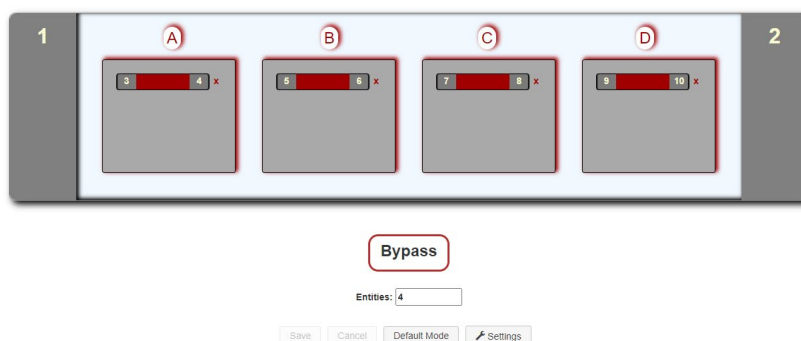 1 A B C D 2
3 4 x 5 6 x 7 8 x 9 10 x
Bypass
Entities: 4
Save Cancel Default Mode Settings